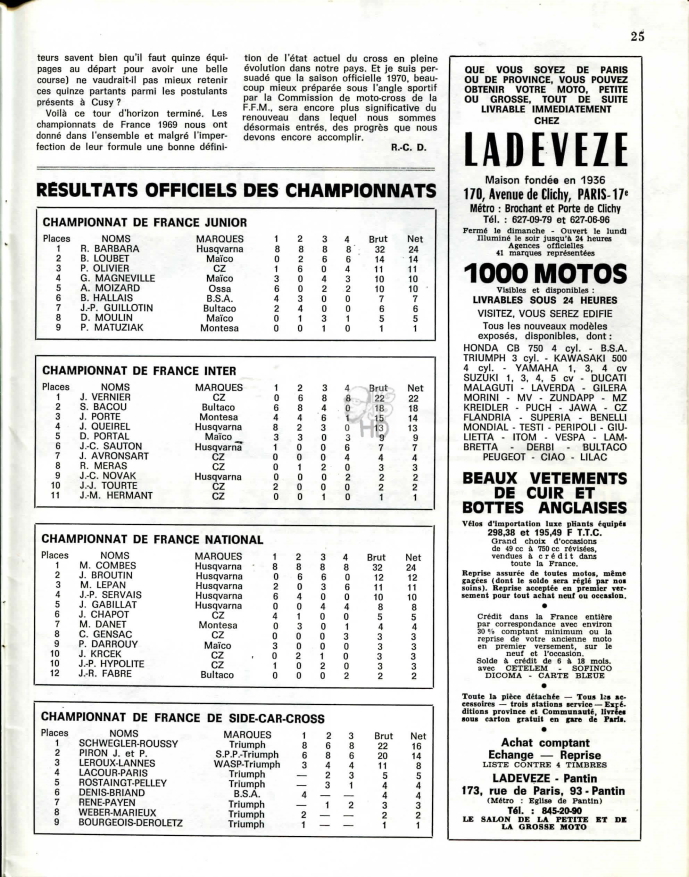 25
teurs savent bien qu'il faut quinze équi-
pages au départ pour avoir une belle
course) ne vaudrait-il pas mieux retenir
ces quinze partants parmi les postulants
présents à Cusy ?
Voilà ce tour d'horizon terminé. Les
championnats de France 1969 nous ont
donné dans l'ensemble et malgré l'imper-
fection de leur formule une bonne défini-
tion de l'état actuel du cross en pleine
évolution dans notre pays. Et je suis per-
suadé que la saison officielle 1970, beau-
coup mieux préparée sous l'angle sportif
par la Commission de moto-cross de la
F.F.M., sera encore plus significative du
renouveau dans lequel nous sommes
désormais entrés, des progrès que nous
devons encore accomplir.
R.-C. D.
RÉSULTATS OFFICIELS DES CHAMPIONNATS
CHAMPIONNAT DE FRANCE JUNIOR
Places NOMS MARQUES 1 2 3 4 Brut Net
1 R. BARBARA Husqvarna 8 8 8 8 32 24
2 B. LOUBET Maïco 0 2 6 6 14 14
3 P. OLIVIER CZ 1 6 0 4 11 11
4 G. MAGNEVILLE Maïco 3 0 4 3 10 10
5 A. MOIZARD Ossa 6 0 2 2 10 10
6 B. HALLAIS B.S.A. 4 3 0 0 7 7
7 J.-P. GUILLOTIN Bultaco 2 4 0 0 6 6
8 D. MOULIN Maïco 0 1 3 1 5 5
9 P. MATUZIAK Montesa 0 0 1 0 1 1
CHAMPIONNAT DE FRANCE INTER
Places NOMS MARQUES 1 2 3 4 Brut Net
1 J. VERNIER CZ 0 6 8 8 22 22
2 S. BACOU Bultaco 6 8 4 0 18 18
3 J. PORTE Montesa 4 4 6 1 15 14
4 J. QUEIREL Husqvarna 8 2 3 0 13 13
5 D. PORTAL Maïco 3 3 0 3 9 9
6 J.-C. SAUTON Husqvarna 1 0 0 6 7 7
7 J. AVRONSART CZ 0 0 0 4 4 4
8 R. MERAS CZ 0 1 2 0 3 3
9 J.-C. NOVAK Husqvarna 0 0 0 2 2 2
10 J.-J. TOURTE CZ 2 0 0 0 2 2
11 J.-M. HERMANT CZ 0 0 1 0 1 1
CHAMPIONNAT DE FRANCE NATIONAL
Places NOMS MARQUES 1 2 3 4 Brut Net
1 M. COMBES Husqvarna 8 8 8 8 32 24
2 J. BROUTIN Husqvarna 0 6 6 0 12 12
3 M. LEPAN Husqvarna 2 0 3 6 11 11
4 J.-P. SERVAIS Husqvarna 6 4 0 0 10 10
5 J. GABILLAT Husqvarna 0 0 4 4 8 8
6 J. CHAPOT CZ 4 1 0 0 5 5
7 M. DANET Montesa 0 3 0 1 4 4
8 C. GENSAC CZ 0 0 0 3 3 3
9 P. DARROUY Maïco 3 0 0 0 3 3
10 J. KRCEK CZ 0 2 1 0 3 3
10 J.-P. HYPOLITE CZ 1 0 2 0 3 3
12 J.-R. FABRE Bultaco 0 0 0 2 2 2
CHAMPIONNAT DE FRANCE DE SIDE-CAR-CROSS
Places NOMS MARQUES 1 2 3 Brut Net
1 SCHWEGLER-ROUSSY Triumph 8 6 8 22 16
2 PIRON J. et P. S.P.P.-Triumph 6 8 6 20 14
3 LEROUX-LANNES WASP-Triumph 3 4 4 11 8
4 LACOUR-PARIS Triumph — 2 3 5 5
5 ROSTAINGT-PELLEY Triumph — 3 1 4 4
6 DENIS-BRIAND B.S.A. 4 — — 4 4
7 RENE-PAYEN Triumph — 1 2 3 3
8 WEBER-MARIEUX Triumph 2 — — 2 2
9 BOURGEOIS-DEROLETZ Triumph 1 — — 1 1
QUE VOUS SOYEZ DE PARIS
OU DE PROVINCE, VOUS POUVEZ
OBTENIR VOTRE MOTO, PETITE
OU GROSSE, TOUT DE SUITE
LIVRABLE IMMEDIATEMENT
CHEZ
LADEVEZE
Maison fondée en 1936
170, Avenue de Clichy, PARIS-17e
Métro : Brochant et Porte de Clichy
Tél. : 627-09-79 et 627-06-96
Fermé le dimanche - Ouvert le lundi
Illuminé le soir jusqu'à 24 heures
Agences officielles
41 marques représentées
1000 MOTOS
Visibles et disponibles :
LIVRABLES SOUS 24 HEURES
VISITEZ, VOUS SEREZ EDIFIE
Tous les nouveaux modèles
exposés, disponibles, dont :
HONDA CB 750 4 cyl. - B.S.A.
TRIUMPH 3 cyl. - KAWASAKI 500
4 cyl. - YAMAHA 1, 3, 4 cv
SUZUKI 1, 3, 4, 5 cv - DUCATI
MALAGUTI - LAVERDA - GILERA
MORINI - MV - ZUNDAPP - MZ
KREIDLER - PUCH - JAWA - CZ
FLANDRIA - SUPERIA - BENELLI
MONDIAL - TESTI - PERIPOLI - GIU-
LIETTA - ITOM - VESPA - LAM-
BRETTA - DERBI - BULTACO
PEUGEOT - CIAO - LILAC
BEAUX VETEMENTS
DE CUIR ET
BOTTES ANGLAISES
Vélos d'importation luxe pliants équipés
298,38 et 195,49 F T.T.C.
Grand choix d'occasions
de 49 cc à 750 cc révisées,
vendues à crédit dans
toute la France.
Reprise assurée de toutes motos, même
gagées (dont le solde sera réglé par nos
soins). Reprise acceptée en premier ver-
sement pour tout achat neuf ou occasion.
Crédit dans la France entière
par correspondance avec environ
30 % comptant minimum ou la
reprise de votre ancienne moto
en premier versement, sur le
neuf et l'occasion.
Solde à crédit de 6 à 18 mois.
avec CETELEM - SOFINCO
DICOMA - CARTE BLEUE
Toute la pièce détachée — Tous les ac-
cessoires — trois stations service — Expé-
ditions province et Communauté, livrées
sous carton gratuit en gare de Paris.
Achat comptant
Echange — Reprise
LISTE CONTRE 4 TIMBRES
LADEVEZE - Pantin
173, rue de Paris, 93 - Pantin
(Métro : Eglise de Pantin)
Tél. : 845-20-90
LE SALON DE LA PETITE ET DE
LA GROSSE MOTO